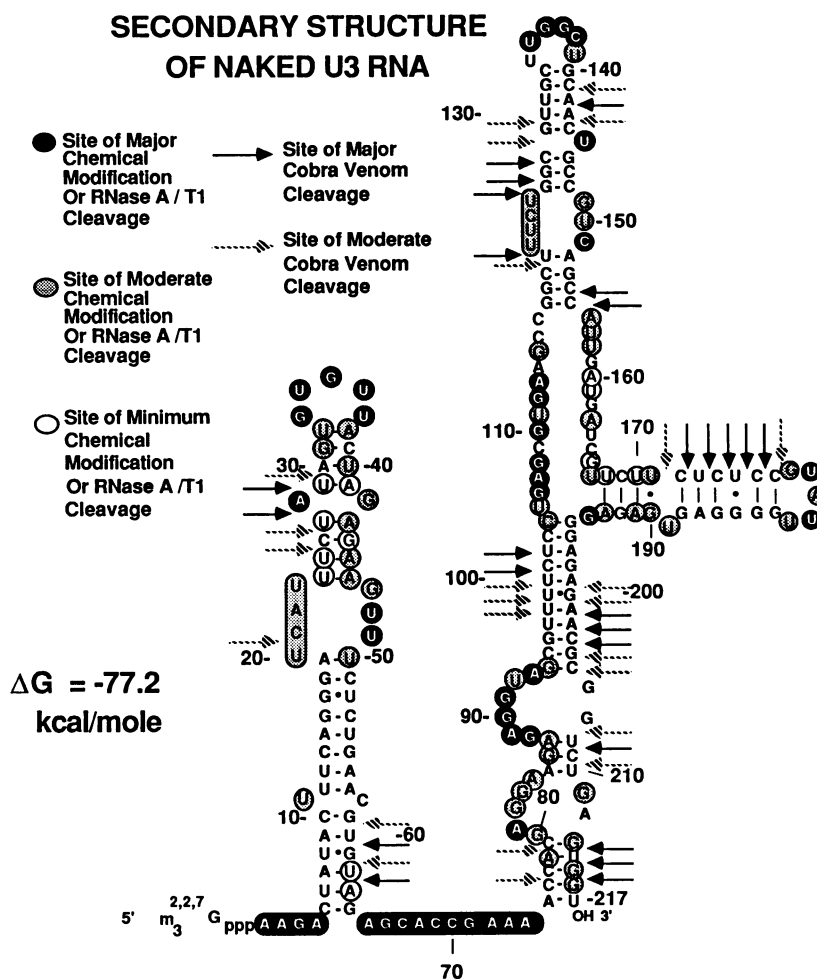 SECONDARY STRUCTURE
OF NAKED U3 RNA
Site of Major
Chemical
Modification
Or RNase A / T1
Cleavage
Site of Major
Cobra Venom
Cleavage
Site of Moderate
Cobra Venom
Cleavage
Site of Moderate
Chemical
Modification
Or RNase A /T1
Cleavage
Site of Minimum
Chemical
Modification
Or RNase A /T1
Cleavage
ΔG = -77.2
kcal/mole
G
U U
G U
U-A
G-C
30- A-U -40
U-A
A G
U-A
C-G
U-A
U-A
U G
A U
C U
20- U A-U -50
G-C
G•U
G-C
A-U
C-G
U-A
U-A
U C
10- C-G
A-U -60
U•G
A-U
U-A
C-G
5' m3 2,2,7 G ppp A A G A
A G C A C C G A A A
70
U G G C
U U
C-G -140
G-C
U-A
130- U-A
G-C
U
C-G
G-C
G-C
U G
C U -150
U C
U
U-A
C-G
G-C
G-C
C A
C U
G U
A G
A A -160
G U
U G
110- G A
C U
G C
A G
G
U
170
U U C U U C U C U C C G U
A
G A G A G U G A G G G G U U
190
G-G
C-G
U-A
C-G
U-A
100- U-G -200
U•A
U-A
U-C
G-G
C-C
G
U A
G G
G
90- G
A G A-U
G-C
A-U
210
A
G G
G A
80
A G
C-G
A-U
C-G
C-G
A-U -217
OH 3'